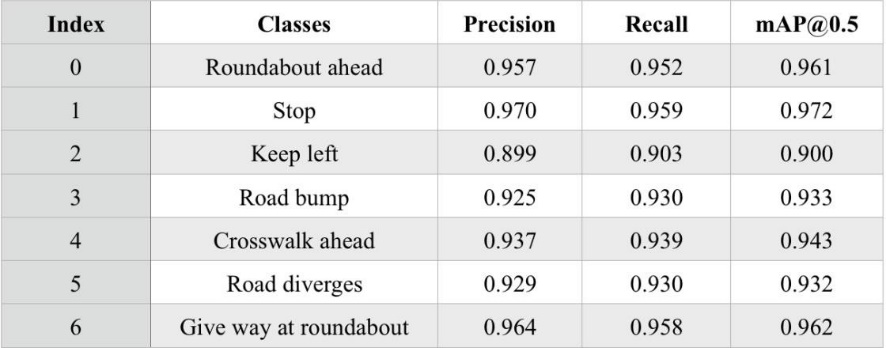 Index Classes Precision Recall mAP@0.5
0 Roundabout ahead 0.957 0.952 0.961
1 Stop 0.970 0.959 0.972
2 Keep left 0.899 0.903 0.900
3 Road bump 0.925 0.930 0.933
4 Crosswalk ahead 0.937 0.939 0.943
5 Road diverges 0.929 0.930 0.932
6 Give way at roundabout 0.964 0.958 0.962